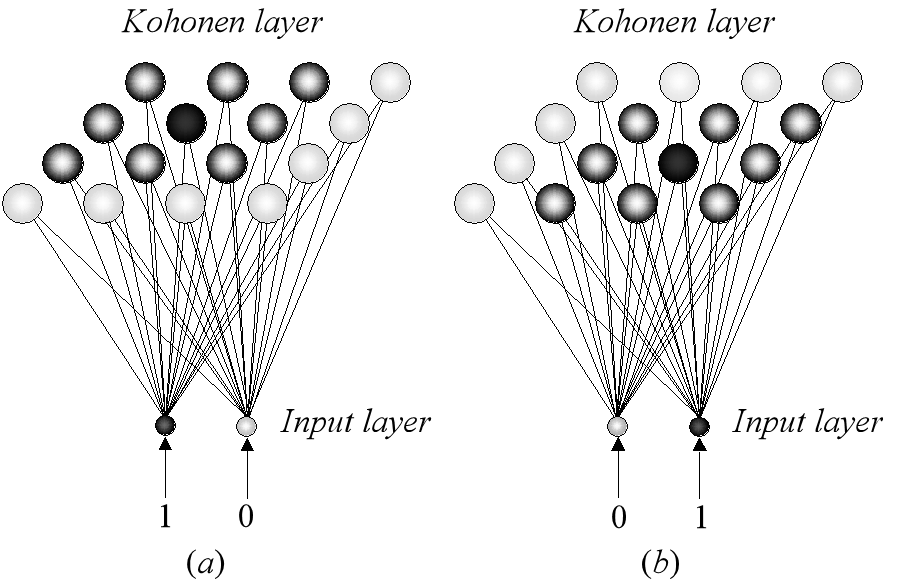 Kohonen layer
Kohonen layer
Input layer
Input layer
1 0
0 1
(a)
(b)